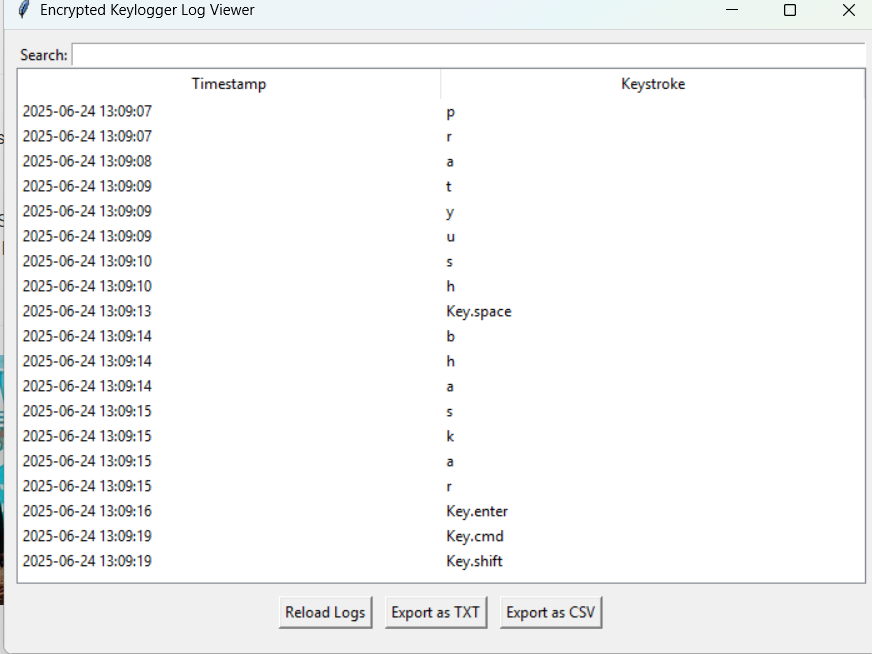 Encrypted Keylogger Log Viewer
Search:
Timestamp Keystroke
2025-06-24 13:09:07 p
2025-06-24 13:09:07 r
2025-06-24 13:09:08 a
2025-06-24 13:09:09 t
2025-06-24 13:09:09 y
2025-06-24 13:09:09 u
2025-06-24 13:09:10 s
2025-06-24 13:09:10 h
2025-06-24 13:09:13 Key.space
2025-06-24 13:09:14 b
2025-06-24 13:09:14 h
2025-06-24 13:09:14 a
2025-06-24 13:09:15 s
2025-06-24 13:09:15 k
2025-06-24 13:09:15 a
2025-06-24 13:09:15 r
2025-06-24 13:09:16 Key.enter
2025-06-24 13:09:19 Key.cmd
2025-06-24 13:09:19 Key.shift
Reload Logs Export as TXT Export as CSV